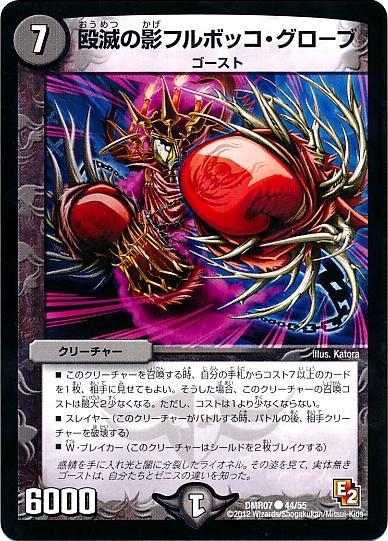 7
おうめつ かげ
殴滅の影フルボッコ・グローブ
ゴースト
Illus. Katora
クリーチャー
■ このクリーチャーを召喚する時、自分の手札からコスト7以上のカード
を1枚、相手に見せてもよい。そうした場合、このクリーチャーの召喚コ
ストは最大2少なくなる。ただし、コストは1より少なくならない。
■ スレイヤー（このクリーチャーがバトルする時、バトルの後、相手クリー
チャーを破壊する）
■ W・ブレイカー（このクリーチャーはシールドを2枚ブレイクする）
感情を手に入れ光と闇に分裂したライオネル。その姿を見て、実体無き
ゴーストは、自分たちとゼニスの違いを知った。
6000
DMR07 ● 44/55
©2012 Wizards/Shogakukan/Mitsui-Kids
E2